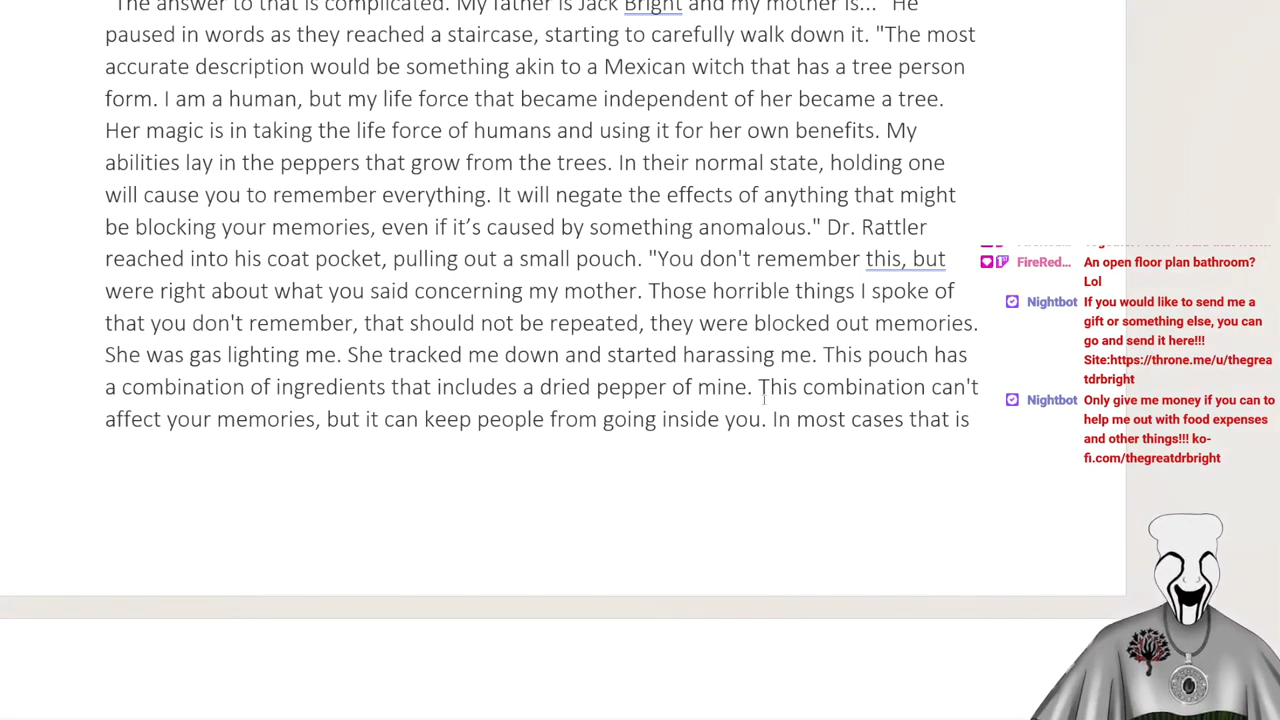 "The answer to that is complicated. My father is Jack Bright and my mother is..." He
paused in words as they reached a staircase, starting to carefully walk down it. "The most
accurate description would be something akin to a Mexican witch that has a tree person
form. I am a human, but my life force that became independent of her became a tree.
Her magic is in taking the life force of humans and using it for her own benefits. My
abilities lay in the peppers that grow from the trees. In their normal state, holding one
will cause you to remember everything. It will negate the effects of anything that might
be blocking your memories, even if it’s caused by something anomalous." Dr. Rattler
reached into his coat pocket, pulling out a small pouch. "You don't remember this, but
were right about what you said concerning my mother. Those horrible things I spoke of
that you don't remember, that should not be repeated, they were blocked out memories.
She was gas lighting me. She tracked me down and started harassing me. This pouch has
a combination of ingredients that includes a dried pepper of mine. This combination can't
affect your memories, but it can keep people from going inside you. In most cases that is
FireRed... An open floor plan bathroom?
Lol
Nightbot If you would like to send me a
gift or something else, you can
go and send it here!!!
Site:https://throne.me/u/thegrea
tdrbright
Nightbot Only give me money if you can to
help me out with food expenses
and other things!!! ko-
fi.com/thegreatdrbright